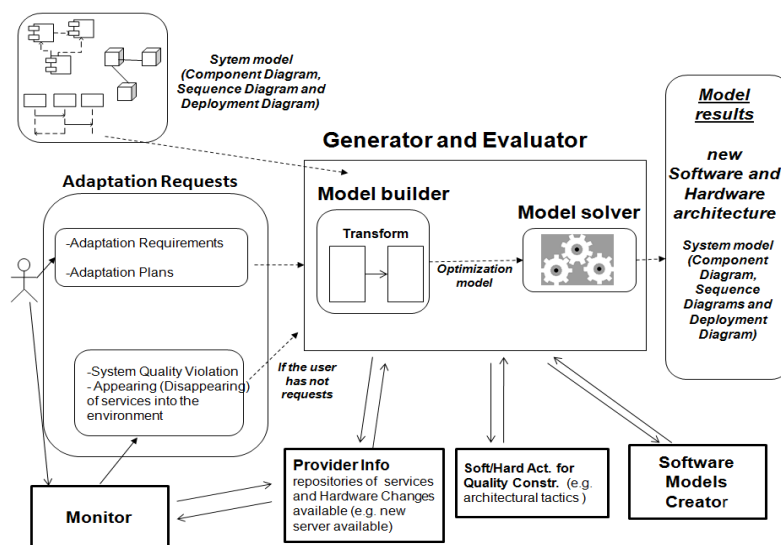 Sytem model
(Component Diagram,
Sequence Diagram and
Deployment Diagram)
Generator and Evaluator
Model builder
Transform
Optimization
model
Model solver
Model
results
new
Software and
Hardware
architecture
System model
(Component
Diagram,
Sequence
Diagrams and
Deployment
Diagram)
Adaptation Requests
-Adaptation Requirements
-Adaptation Plans
-System Quality Violation
- Appearing (Disappearing)
of services into the
environment
If the user
has not
requests
Monitor
Provider Info
repositories of services
and Hardware Changes
available (e.g. new
server available)
Soft/Hard Act. for
Quality Constr. (e.g.
architectural tactics )
Software
Models
Creator